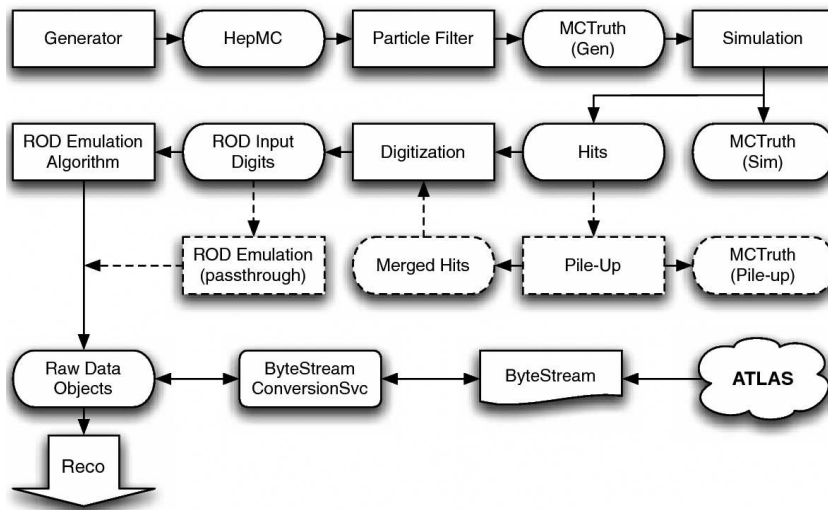 Generator
HepMC
Particle Filter
MCTruth
(Gen)
Simulation
ROD Emulation
Algorithm
ROD Input
Digits
Digitization
Hits
MCTruth
(Sim)
ROD Emulation
(passthrough)
Merged Hits
Pile-Up
MCTruth
(Pile-up)
Raw Data
Objects
ByteStream
ConversionSvc
ByteStream
ATLAS
Reco